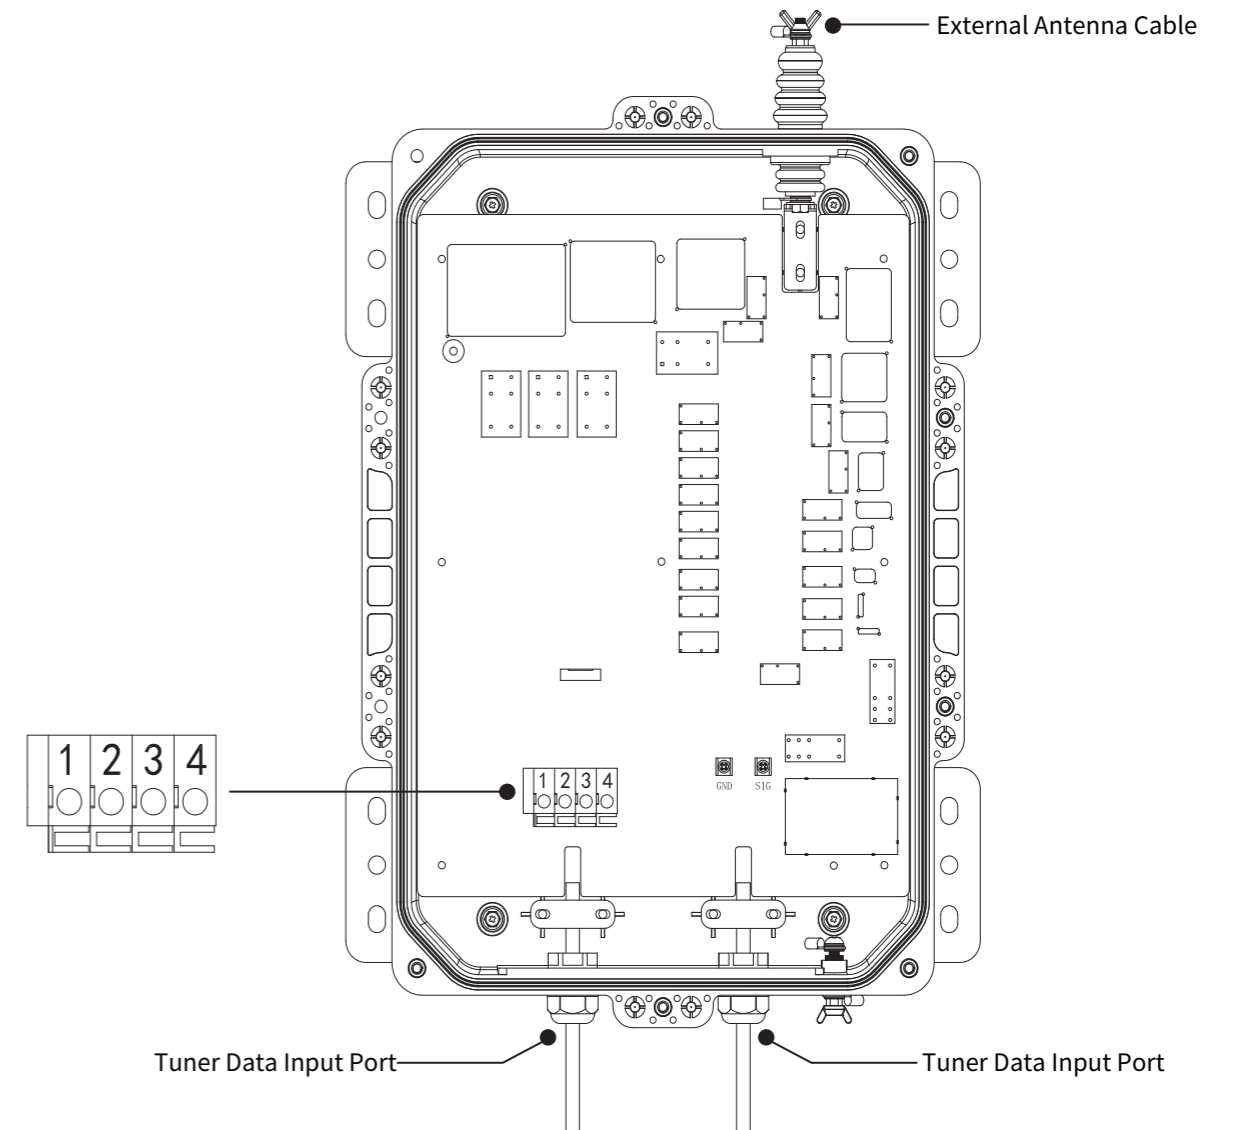 External Antenna Cable
1 2 3 4
1 2 3 4
GND SIG
Tuner Data Input Port
Tuner Data Input Port